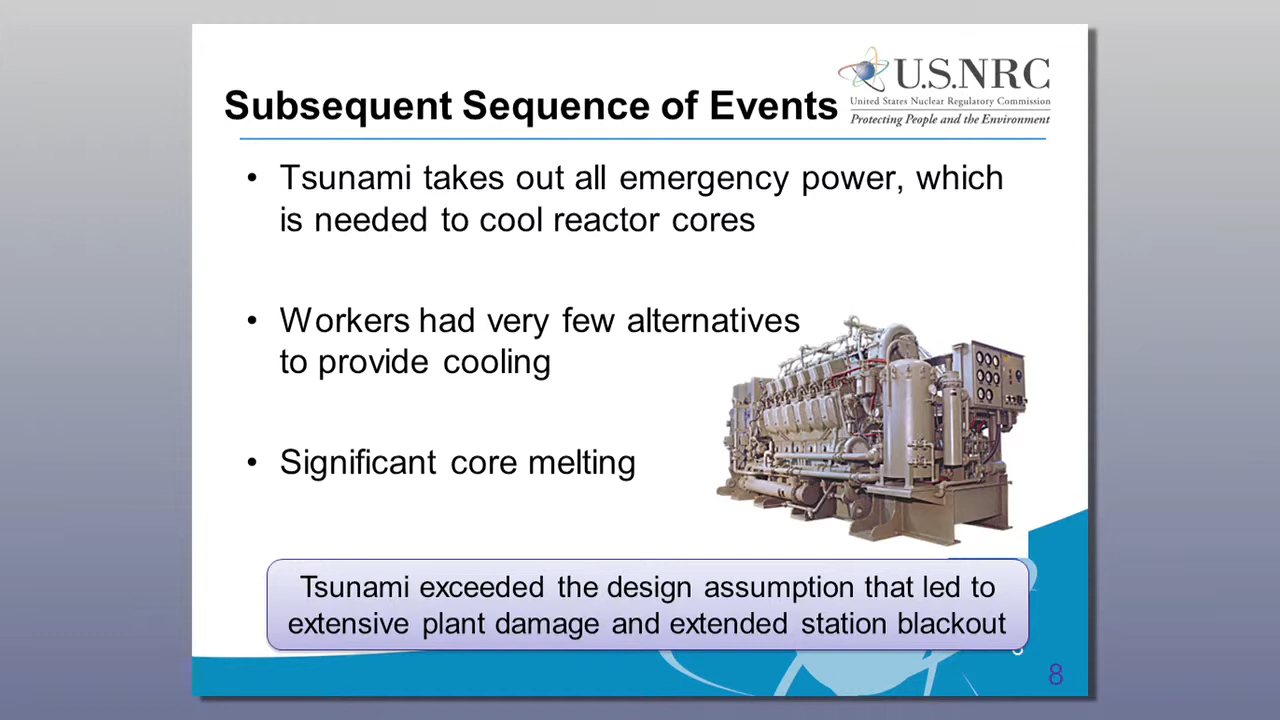 U.S.NRC
United States Nuclear Regulatory Commission
Protecting People and the Environment
Subsequent Sequence of Events
• Tsunami takes out all emergency power, which
is needed to cool reactor cores
• Workers had very few alternatives
to provide cooling
• Significant core melting
Tsunami exceeded the design assumption that led to
extensive plant damage and extended station blackout
8